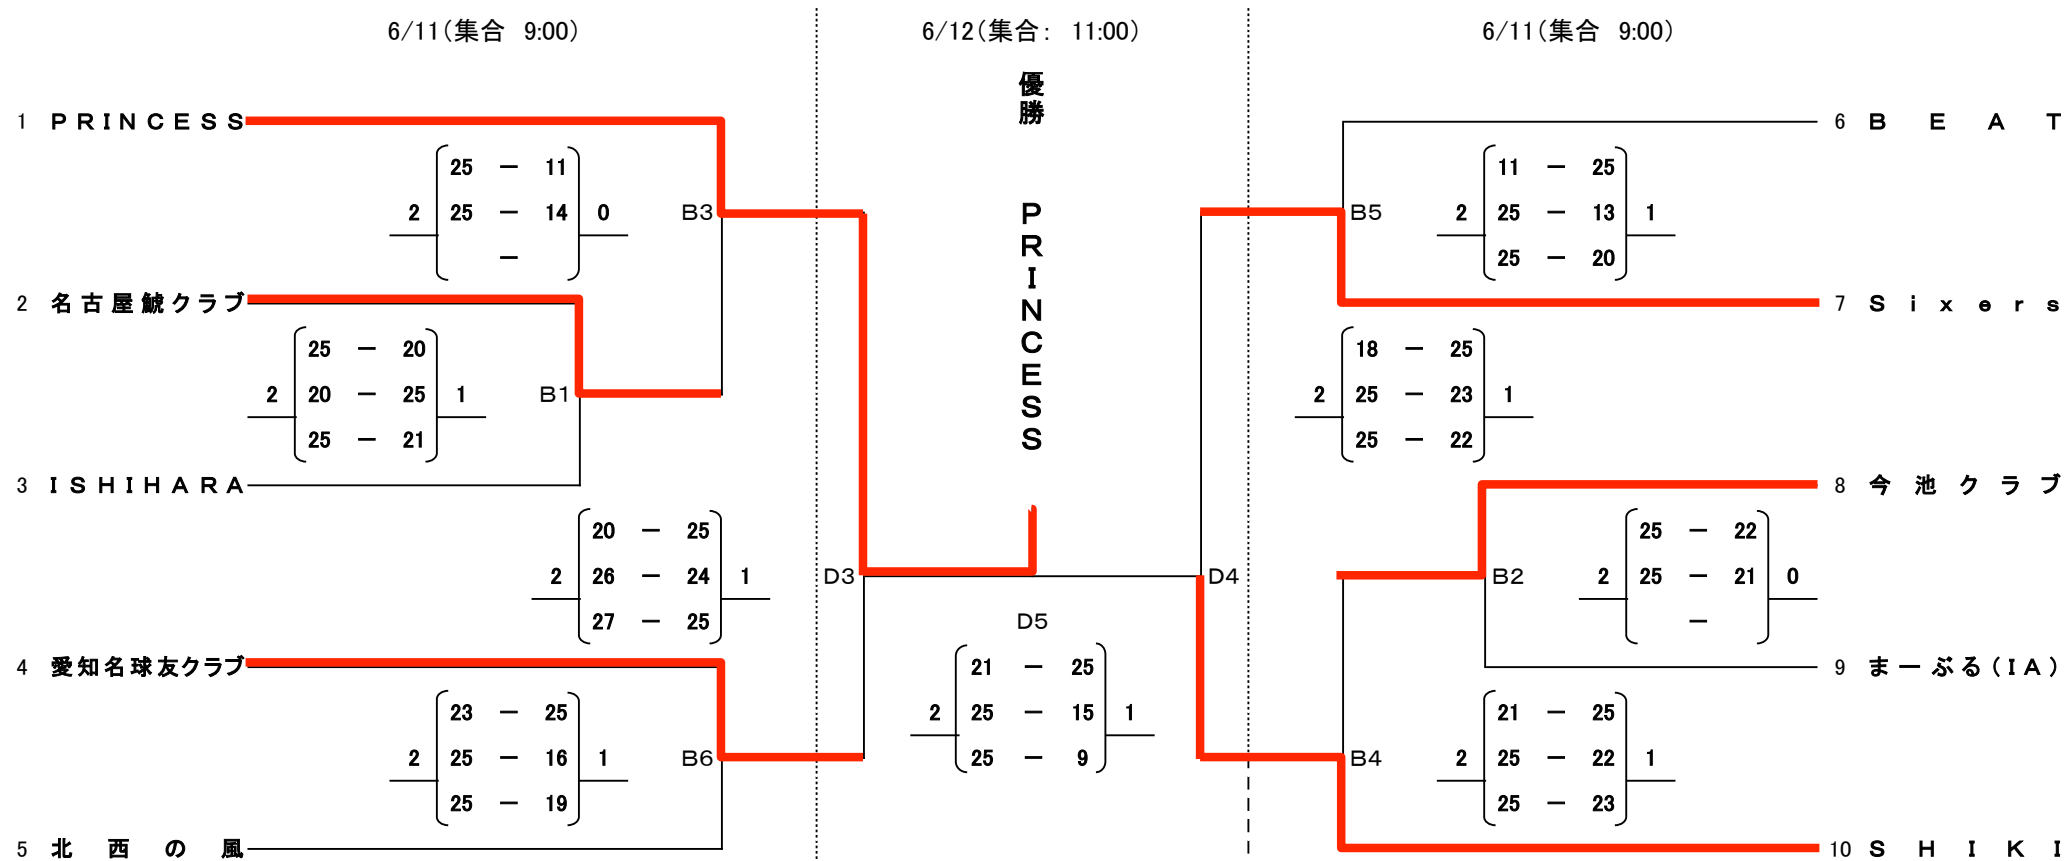 6/11(集合 9:00)
6/12(集合: 11:00)
6/11(集合 9:00)
優勝 PRINCESS
1 PRINCESS
25 － 11
2 25 － 14 0
－
B3
2 名古屋鯱クラブ
25 － 20
2 20 － 25 1
25 － 21
B1
3 ISHIHARA
20 － 25
2 26 － 24 1
27 － 25
D3
4 愛知名球友クラブ
23 － 25
2 25 － 16 1
25 － 19
B6
5 北西の風
D5
21 － 25
2 25 － 15 1
25 － 9
6 BEAT
B5
11 － 25
2 25 － 13 1
25 － 20
7 Sixers
18 － 25
2 25 － 23 1
25 － 22
D4
8 今池クラブ
B2
25 － 22
2 25 － 21 0
－
9 まーぶる(IA)
B4
21 － 25
2 25 － 22 1
25 － 23
10 SHIKI